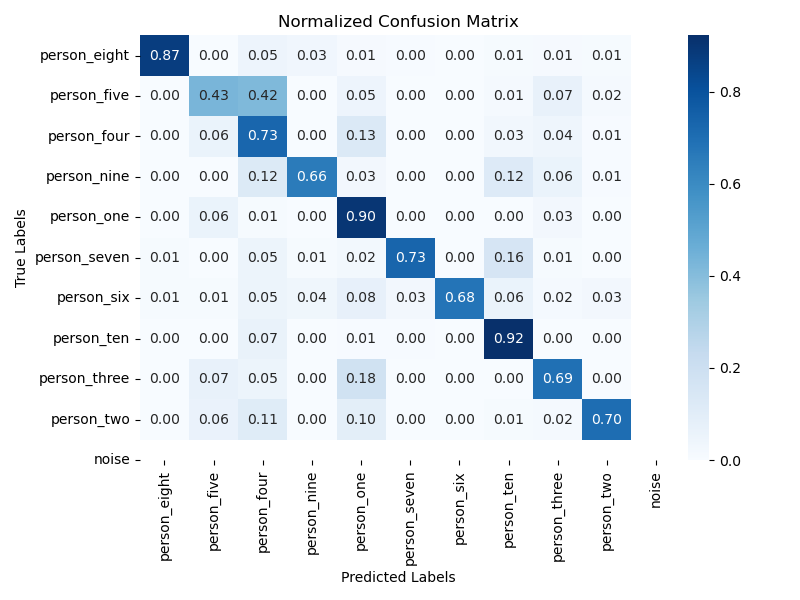 Normalized Confusion Matrix
True Labels
person_eight 0.87 0.00 0.05 0.03 0.01 0.00 0.00 0.01 0.01 0.01
person_five 0.00 0.43 0.42 0.00 0.05 0.00 0.00 0.01 0.07 0.02
person_four 0.00 0.06 0.73 0.00 0.13 0.00 0.00 0.03 0.04 0.01
person_nine 0.00 0.00 0.12 0.66 0.03 0.00 0.00 0.12 0.06 0.01
person_one 0.00 0.06 0.01 0.00 0.90 0.00 0.00 0.00 0.03 0.00
person_seven 0.01 0.00 0.05 0.01 0.02 0.73 0.00 0.16 0.01 0.00
person_six 0.01 0.01 0.05 0.04 0.08 0.03 0.68 0.06 0.02 0.03
person_ten 0.00 0.00 0.07 0.00 0.01 0.00 0.00 0.92 0.00 0.00
person_three 0.00 0.07 0.05 0.00 0.18 0.00 0.00 0.00 0.69 0.00
person_two 0.00 0.06 0.11 0.00 0.10 0.00 0.00 0.01 0.02 0.70
noise
person_eight person_five person_four person_nine person_one person_seven person_six person_ten person_three person_two noise
Predicted Labels
0.8
0.6
0.4
0.2
0.0